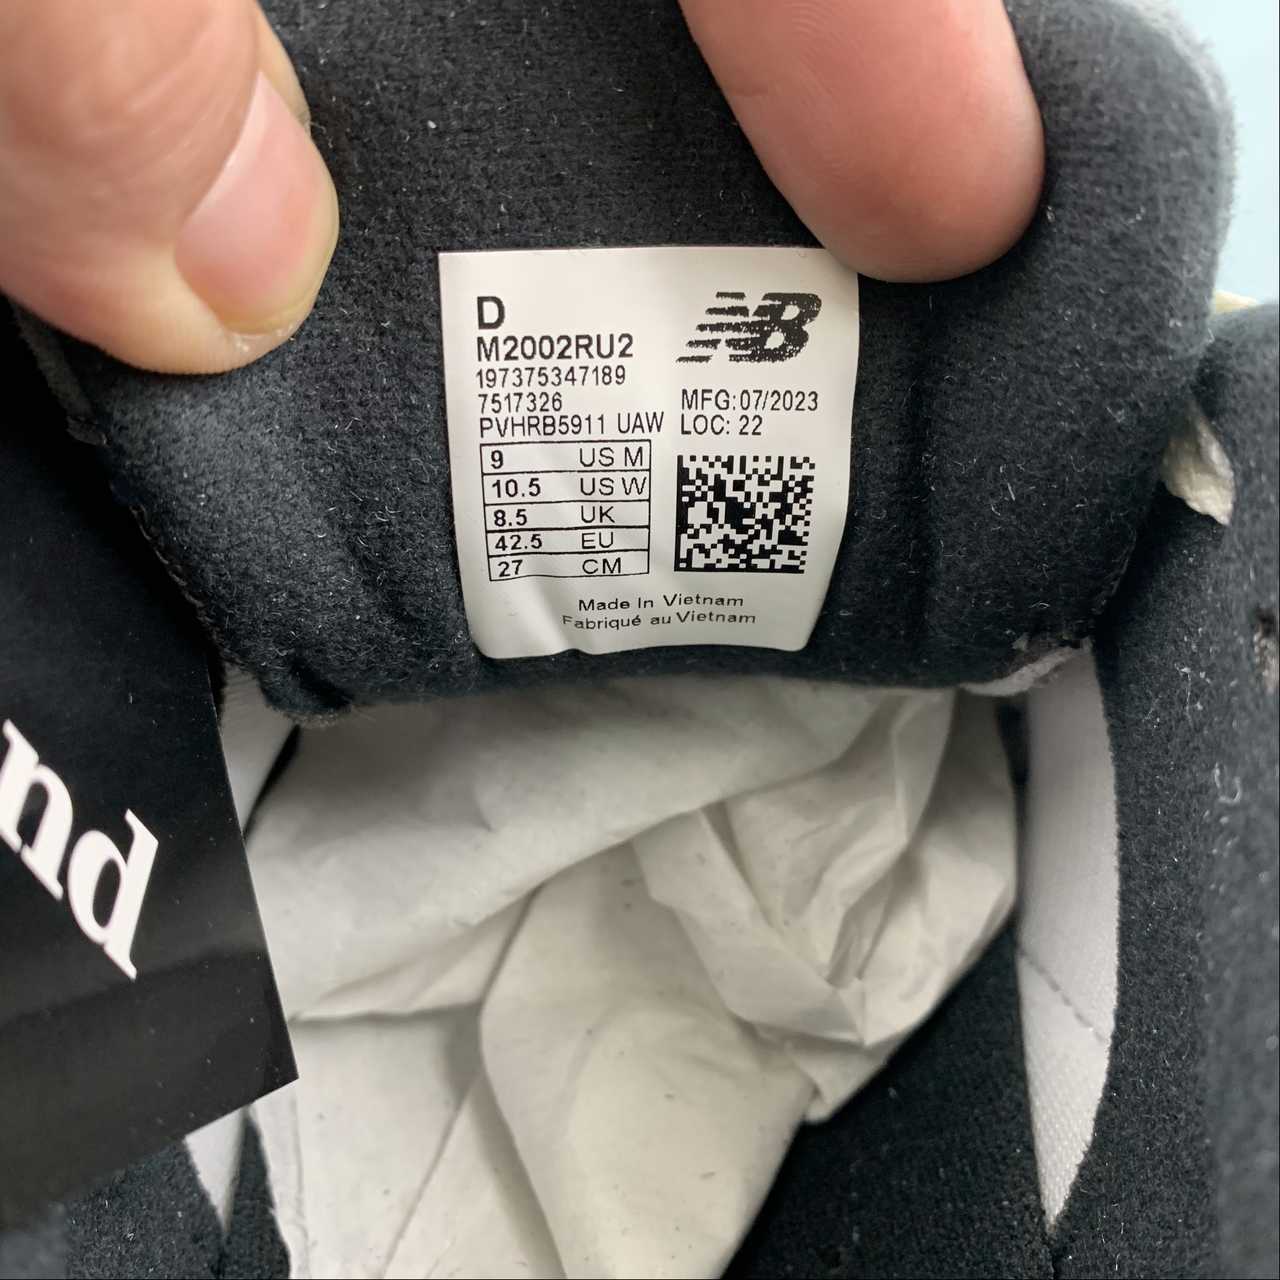 D
M2002RU2
197375347189
7517326
PVHRB5911 UAW
NB
MFG:07/2023
LOC: 22
9 US M
10.5 US W
8.5 UK
42.5 EU
27 CM
Made In Vietnam
Fabriqué au Vietnam
nd